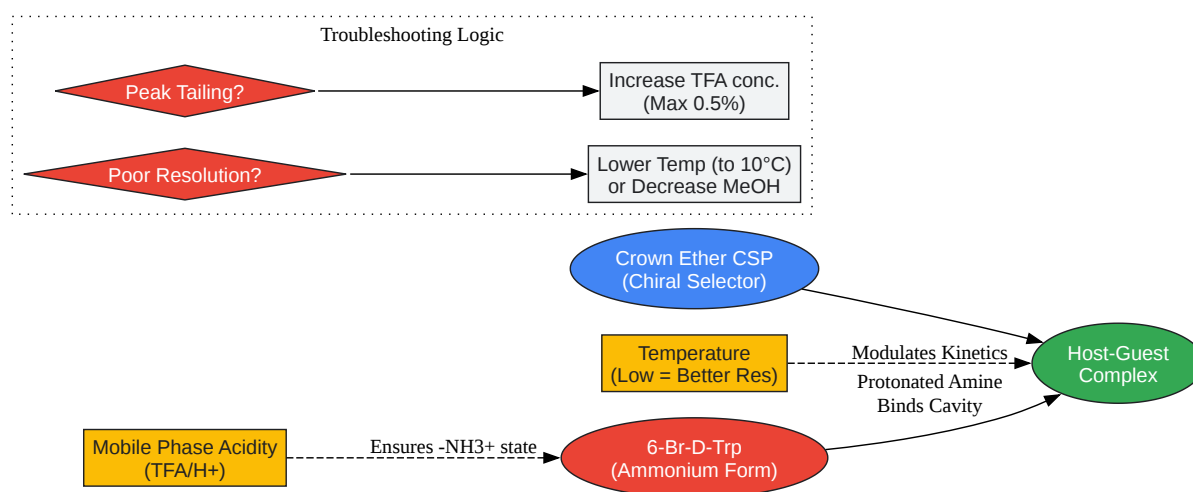 Troubleshooting Logic
Peak Tailing?
Increase TFA conc.
(Max 0.5%)
Poor Resolution?
Lower Temp (to 10°C)
or Decrease MeOH
Crown Ether CSP
(Chiral Selector)
Temperature
(Low = Better Res)
Modulates Kinetics
Host-Guest
Complex
Protonated Amine
Binds Cavity
Mobile Phase Acidity
(TFA/H+)
Ensures -NH3+ state
6-Br-D-Trp
(Ammonium Form)